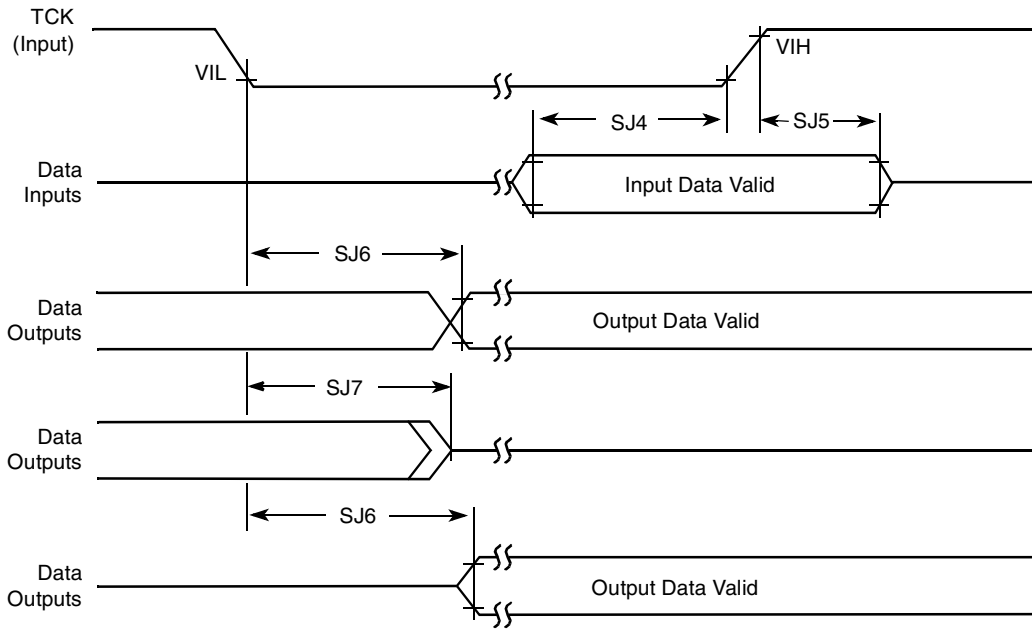 TCK
(Input)
VIL
VIH
SJ4
SJ5
Data
Inputs
Input Data Valid
SJ6
Data
Outputs
Output Data Valid
SJ7
Data
Outputs
SJ6
Data
Outputs
Output Data Valid